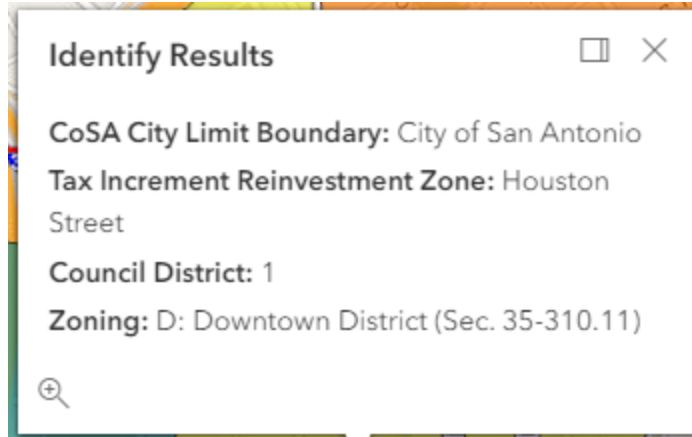 Identify Results
CoSA City Limit Boundary: City of San Antonio
Tax Increment Reinvestment Zone: Houston
Street
Council District: 1
Zoning: D: Downtown District (Sec. 35-310.11)